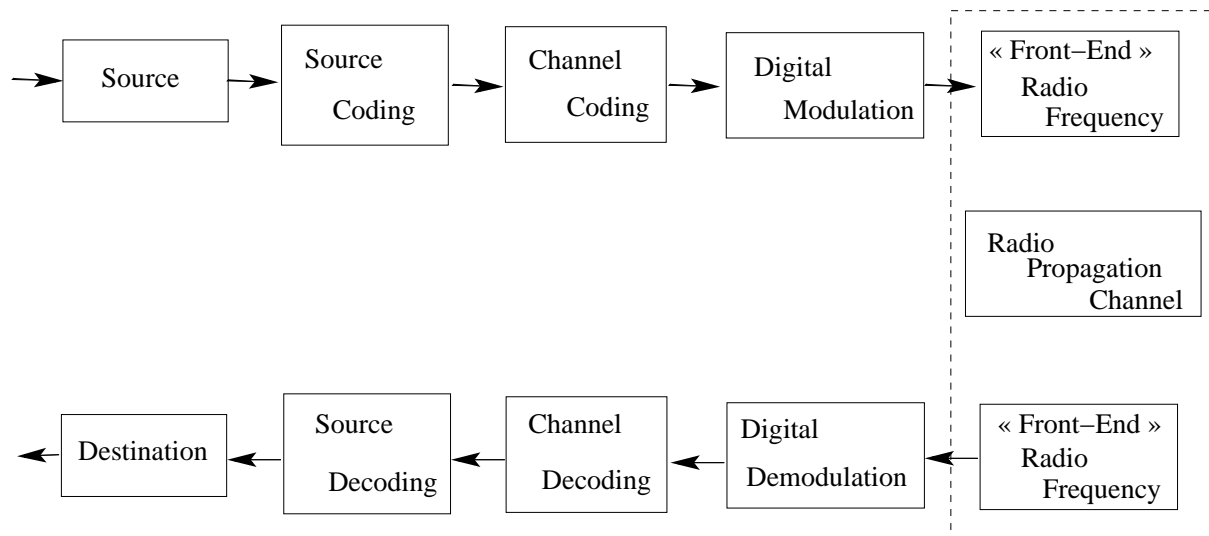 Source
Source
Coding
Channel
Coding
Digital
Modulation
« Front−End »
Radio
Frequency
Radio
Propagation
Channel
Destination
Source
Decoding
Channel
Decoding
Digital
Demodulation
« Front−End »
Radio
Frequency